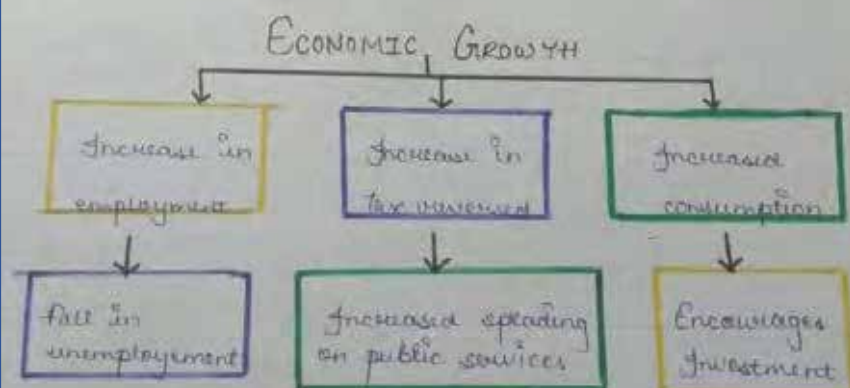 ECONOMIC GROWTH
Increase in
employment
Increase in
tax revenues
Increased
consumption
Fall in
unemployement
Increased spending
on public services
Encourages
Investment